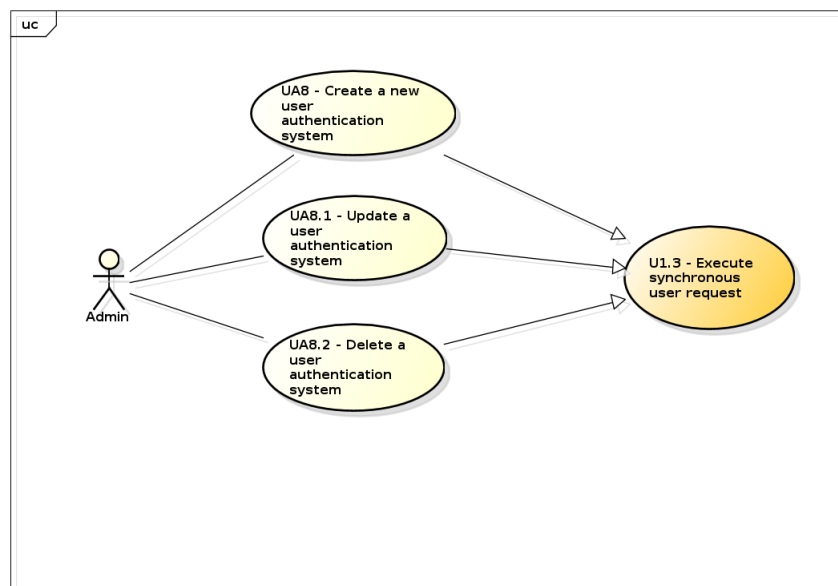 uc
UA8 - Create a new
user
authentication
system
UA8.1 - Update a
user
authentication
system
U1.3 - Execute
synchronous
user request
Admin
UA8.2 - Delete a
user
authentication
system